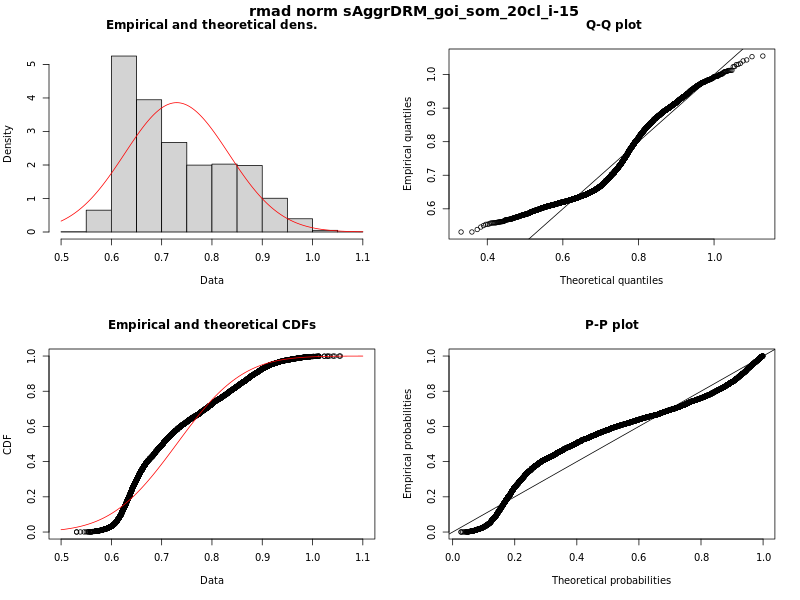 rmad norm sAggrDRM_goi_som_20cl_i-15
Empirical and theoretical dens.
Density
0 1 2 3 4 5
0.5 0.6 0.7 0.8 0.9 1.0 1.1
Data
Q-Q plot
Empirical quantiles
0.6 0.7 0.8 0.9 1.0
0.4 0.6 0.8 1.0
Theoretical quantiles
Empirical and theoretical CDFs
CDF
0.0 0.2 0.4 0.6 0.8 1.0
0.5 0.6 0.7 0.8 0.9 1.0 1.1
Data
P-P plot
Empirical probabilities
0.0 0.2 0.4 0.6 0.8 1.0
0.0 0.2 0.4 0.6 0.8 1.0
Theoretical probabilities